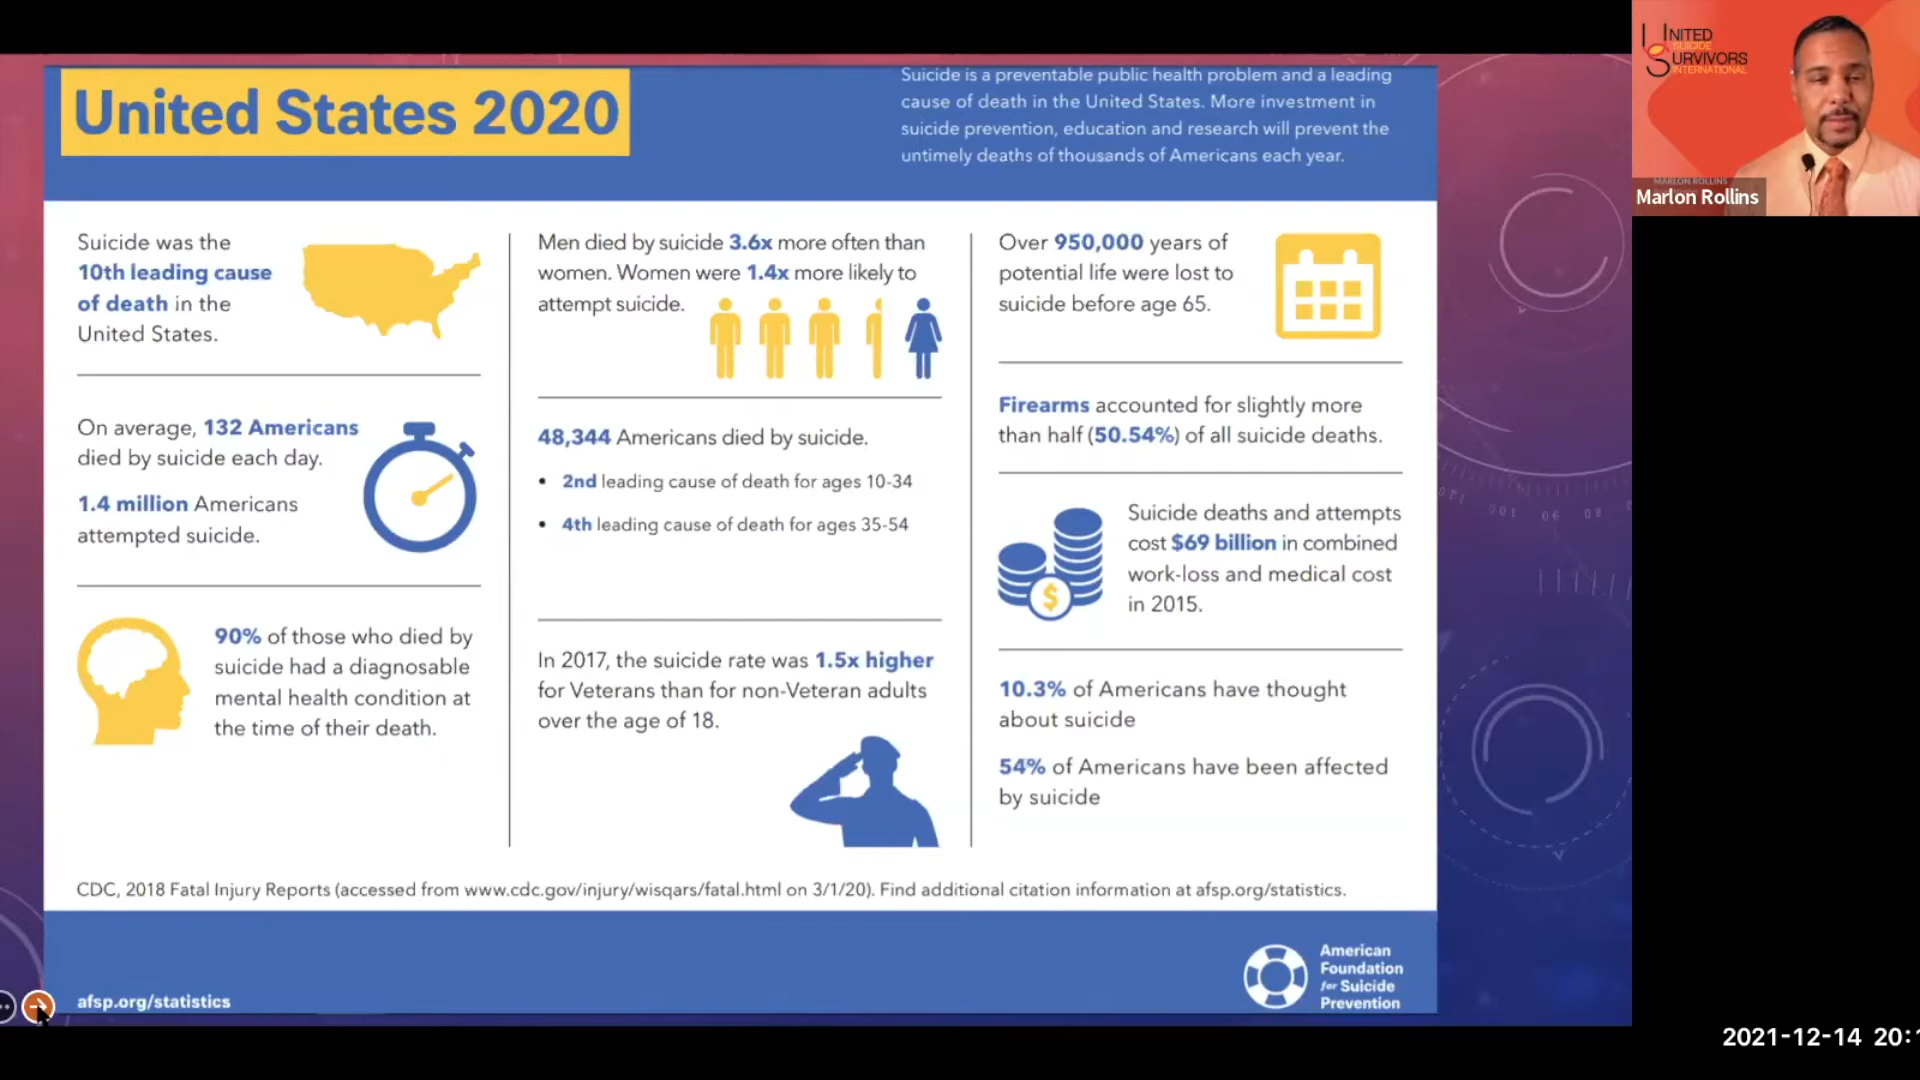 United States 2020
Suicide is a preventable public health problem and a leading
cause of death in the United States. More investment in
suicide prevention, education and research will prevent the
untimely deaths of thousands of Americans each year.
Suicide was the
10th leading cause
of death in the
United States.
On average, 132 Americans
died by suicide each day.
1.4 million Americans
attempted suicide.
90% of those who died by
suicide had a diagnosable
mental health condition at
the time of their death.
Men died by suicide 3.6x more often than
women. Women were 1.4x more likely to
attempt suicide.
48,344 Americans died by suicide.
• 2nd leading cause of death for ages 10-34
• 4th leading cause of death for ages 35-54
In 2017, the suicide rate was 1.5x higher
for Veterans than for non-Veteran adults
over the age of 18.
Over 950,000 years of
potential life were lost to
suicide before age 65.
Firearms accounted for slightly more
than half (50.54%) of all suicide deaths.
$
Suicide deaths and attempts
cost $69 billion in combined
work-loss and medical cost
in 2015.
10.3% of Americans have thought
about suicide
54% of Americans have been affected
by suicide
CDC, 2018 Fatal Injury Reports (accessed from www.cdc.gov/injury/wisqars/fatal.html on 3/1/20). Find additional citation information at afsp.org/statistics.
afsp.org/statistics
American
Foundation
for Suicide
Prevention
UNITED
SUICIDE
SURVIVORS
INTERNATIONAL
MARLON ROLLINS
Marlon Rollins
2021-12-14 20: